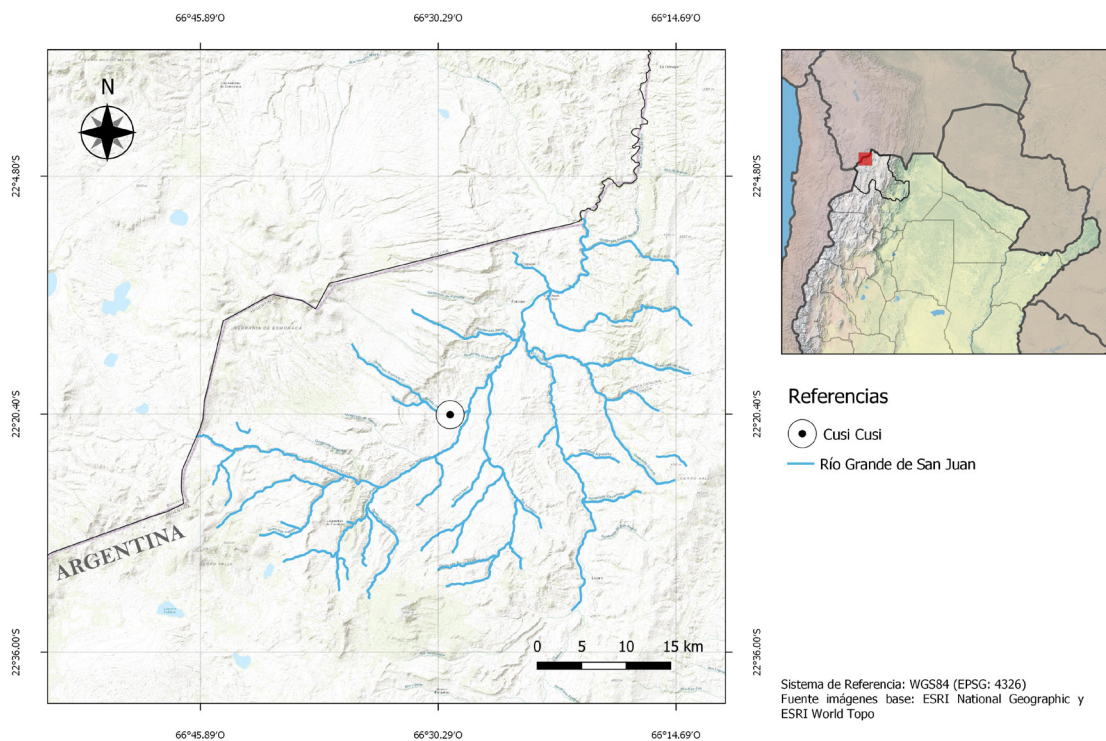 66°45.89'O
66°30.29'O
66°14.69'O
N
22°4.80'S
22°4.80'S
SERRANIA DE ESMORACA
22°20.40'S
22°20.40'S
ARGENTINA
0 5 10 15 km
22°36.00'S
22°36.00'S
66°45.89'O
66°30.29'O
66°14.69'O
Referencias
Cusi Cusi
Río Grande de San Juan
Sistema de Referencia: WGS84 (EPSG: 4326)
Fuente imágenes base: ESRI National Geographic y
ESRI World Topo